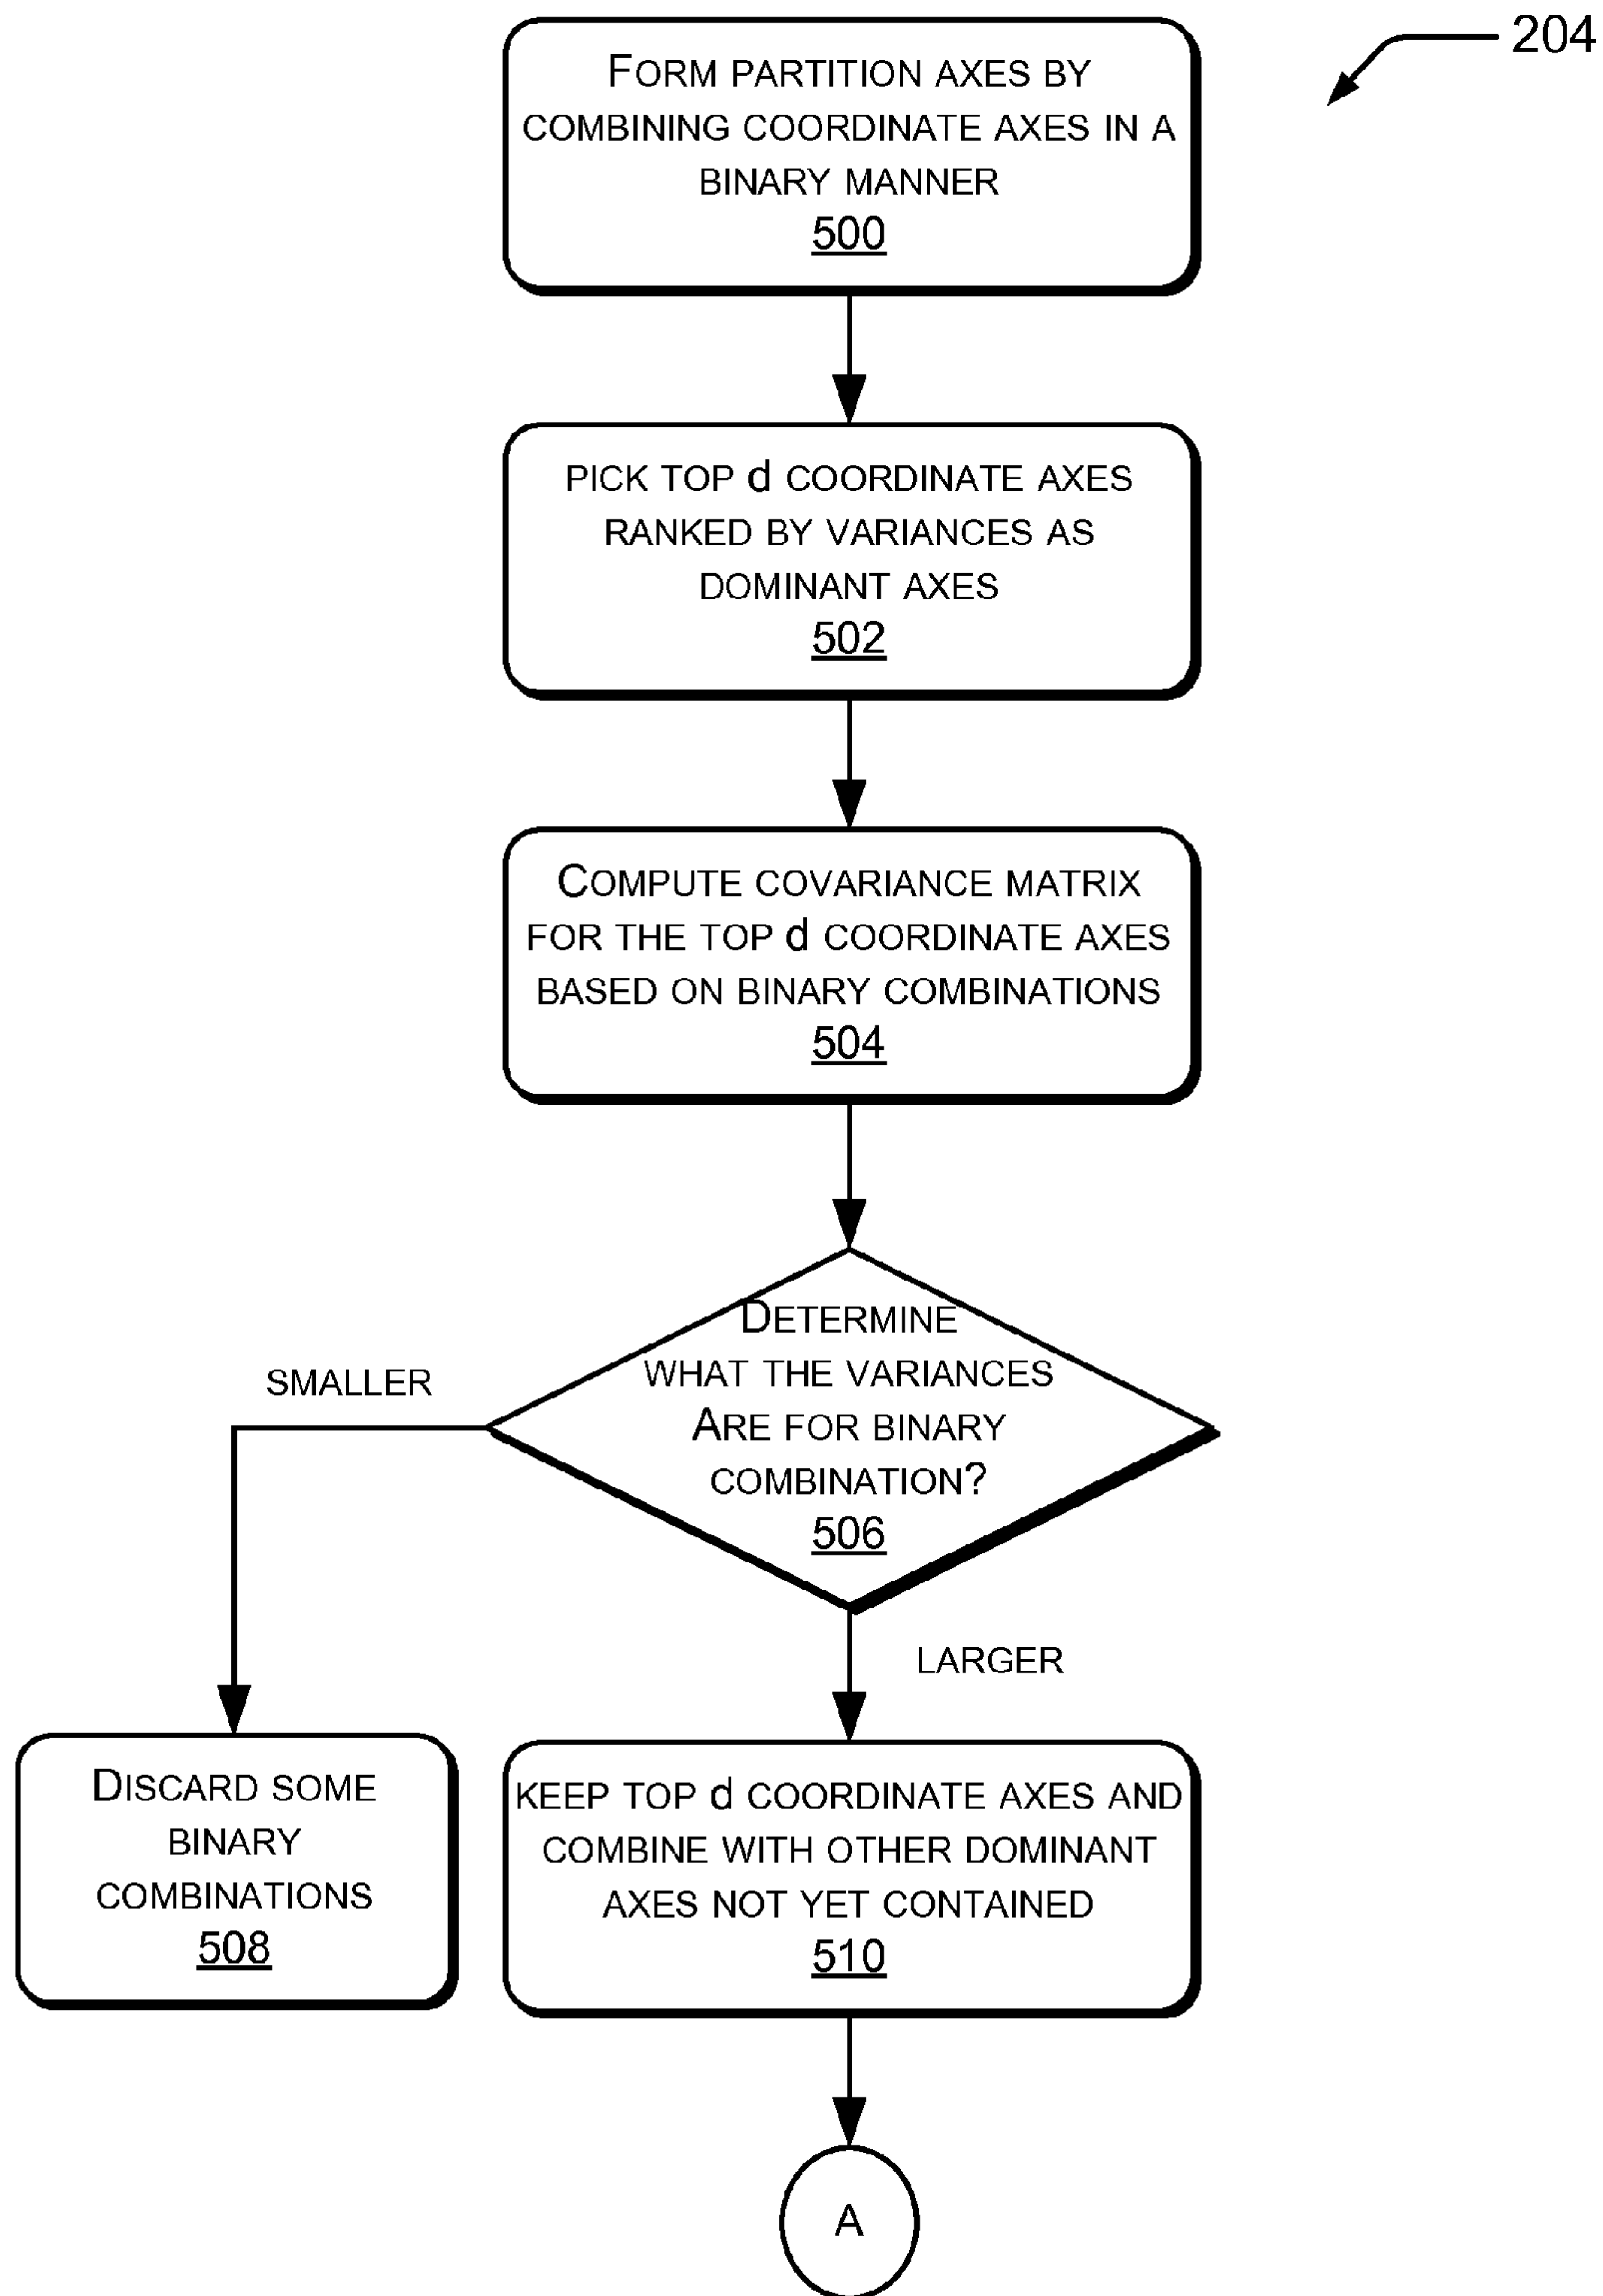 204
FORM PARTITION AXES BY
COMBINING COORDINATE AXES IN A
BINARY MANNER
500
PICK TOP d COORDINATE AXES
RANKED BY VARIANCES AS
DOMINANT AXES
502
COMPUTE COVARIANCE MATRIX
FOR THE TOP d COORDINATE AXES
BASED ON BINARY COMBINATIONS
504
DETERMINE
WHAT THE VARIANCES
ARE FOR BINARY
COMBINATION?
506
SMALLER
LARGER
DISCARD SOME
BINARY
COMBINATIONS
508
KEEP TOP d COORDINATE AXES AND
COMBINE WITH OTHER DOMINANT
AXES NOT YET CONTAINED
510
A